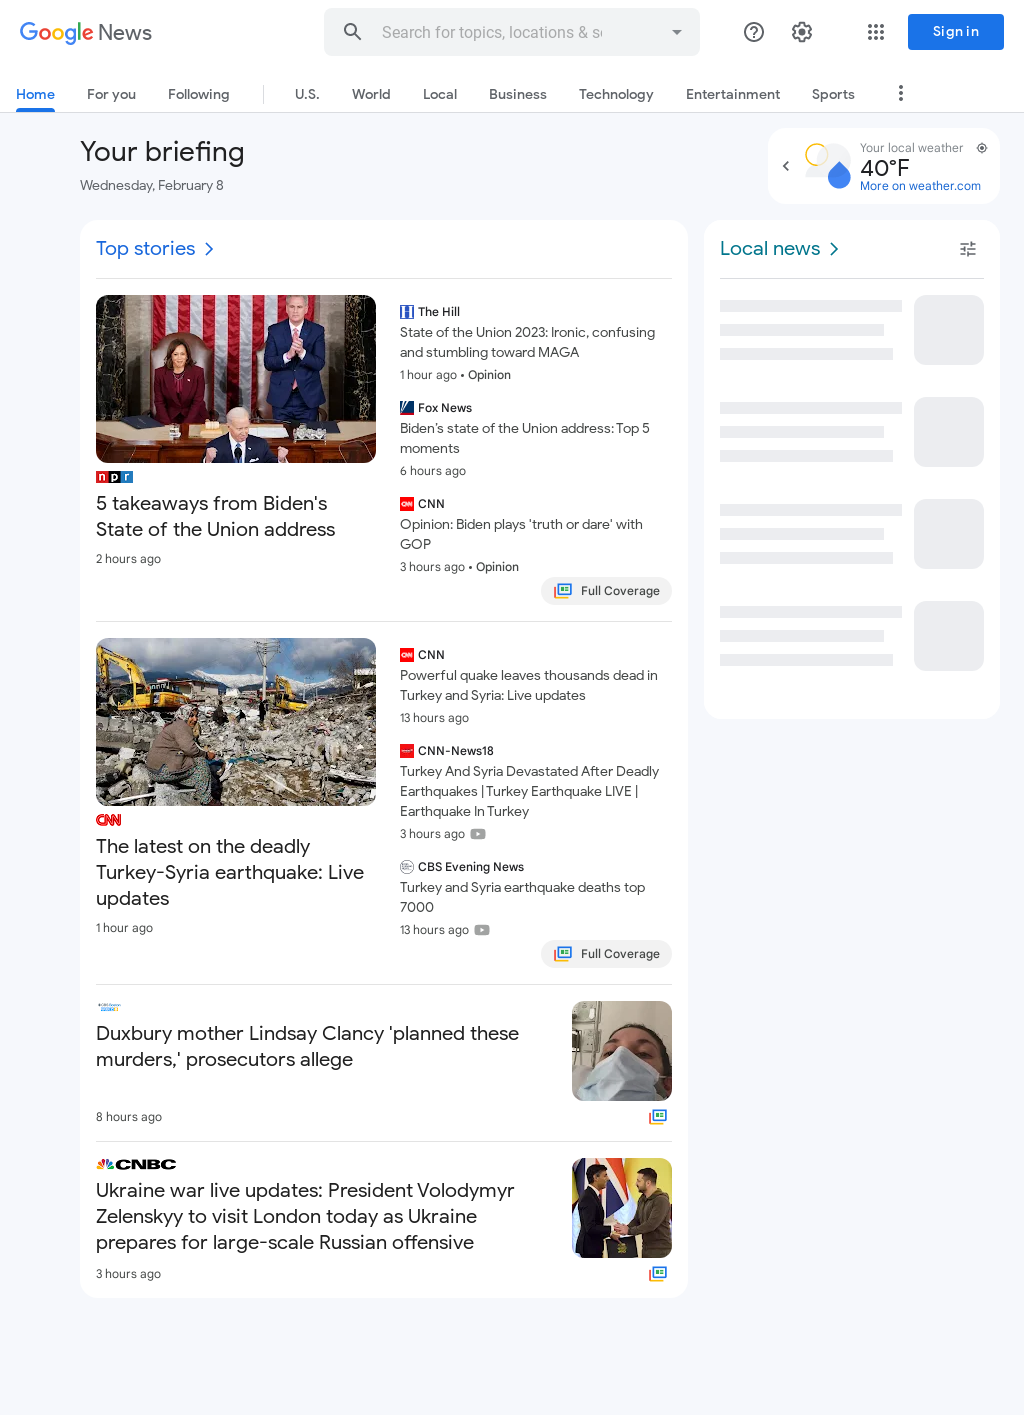 Google News
Search for topics, locations & so
Sign in
Home
For you
Following
U.S.
World
Local
Business
Technology
Entertainment
Sports
Your briefing
Wednesday, February 8
Your local weather
40°F
More on weather.com
Top stories
npr
5 takeaways from Biden's
State of the Union address
2 hours ago
The Hill
State of the Union 2023: Ironic, confusing
and stumbling toward MAGA
1 hour ago • Opinion
Fox News
Biden's state of the Union address: Top 5
moments
6 hours ago
CNN
Opinion: Biden plays 'truth or dare' with
GOP
3 hours ago • Opinion
Full Coverage
CNN
The latest on the deadly
Turkey-Syria earthquake: Live
updates
1 hour ago
CNN
Powerful quake leaves thousands dead in
Turkey and Syria: Live updates
13 hours ago
CNN-News18
Turkey And Syria Devastated After Deadly
Earthquakes | Turkey Earthquake LIVE |
Earthquake In Turkey
3 hours ago
CBS Evening News
Turkey and Syria earthquake deaths top
7000
13 hours ago
Full Coverage
Duxbury mother Lindsay Clancy 'planned these
murders,' prosecutors allege
8 hours ago
CNBC
Ukraine war live updates: President Volodymyr
Zelenskyy to visit London today as Ukraine
prepares for large-scale Russian offensive
3 hours ago
Local news